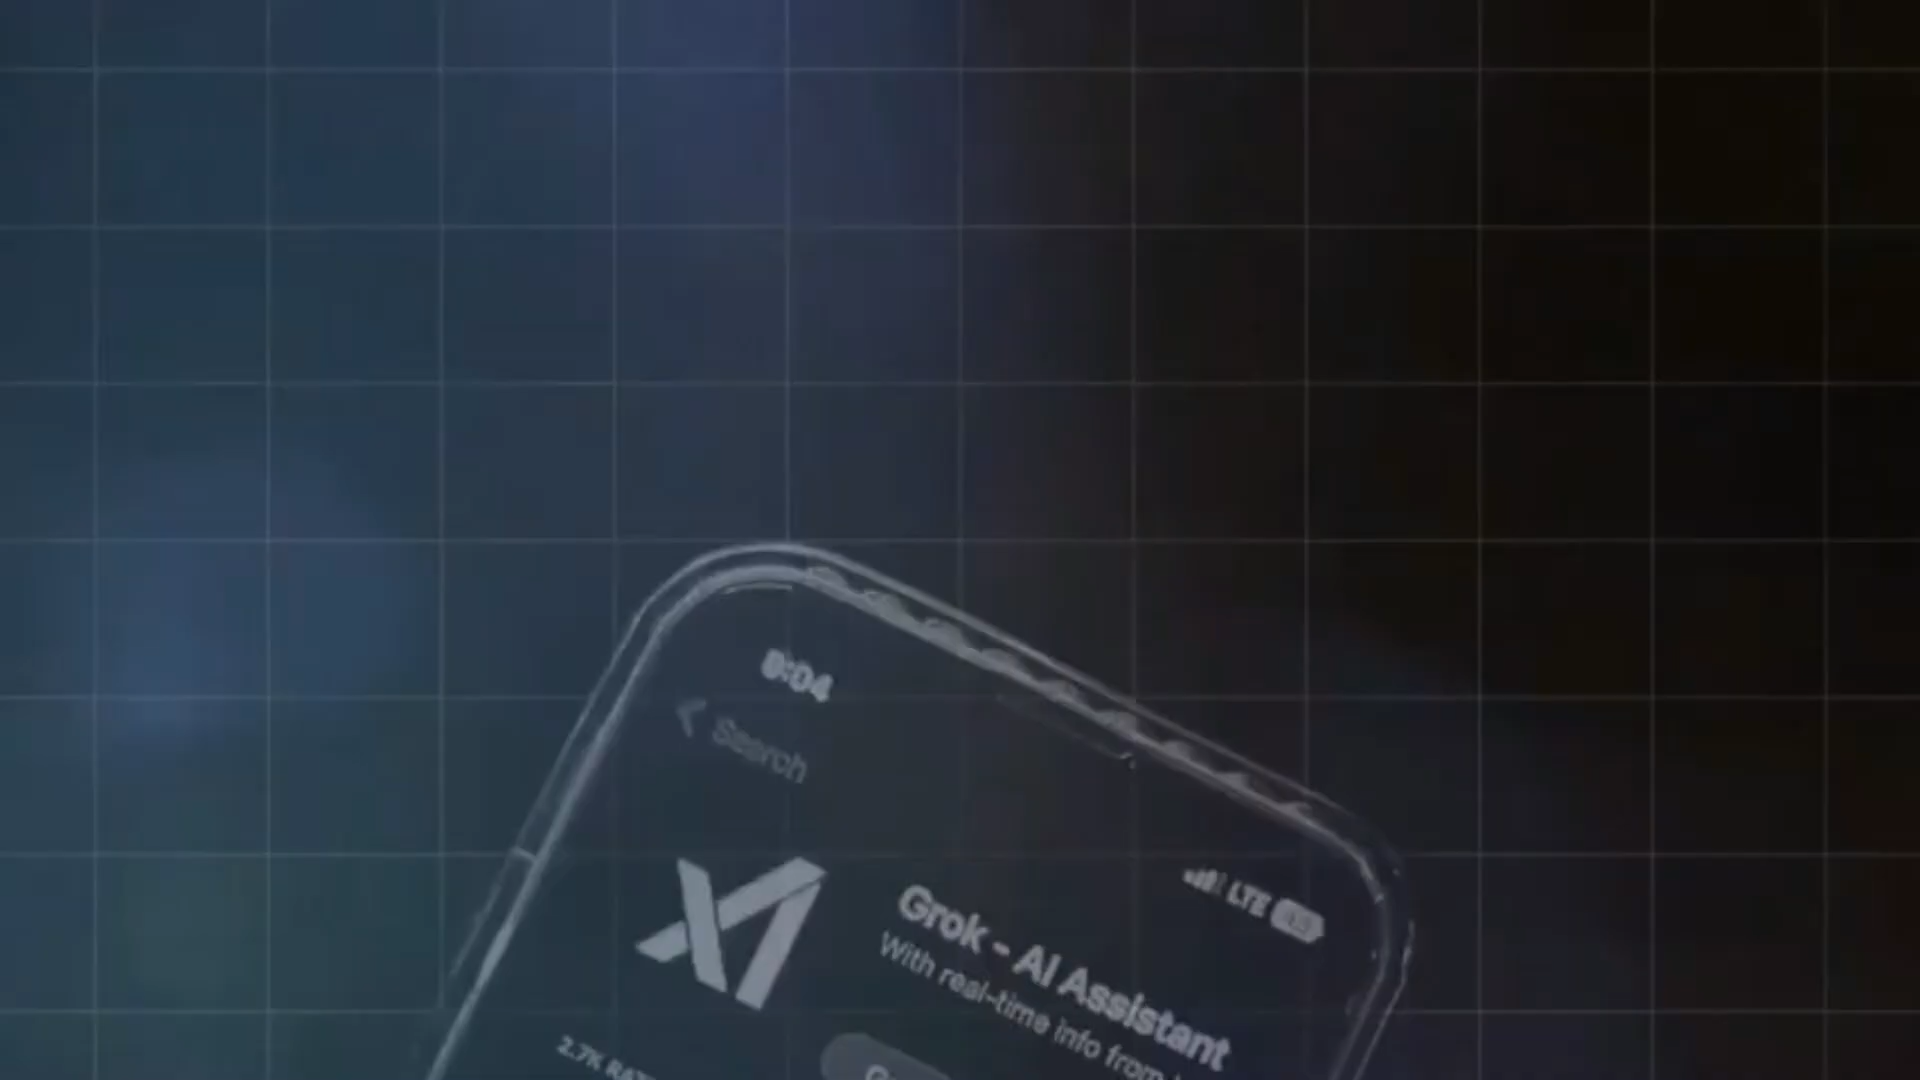 9:04
Search
LTE
Grok - AI Assistant
With real-time info from
2.7K